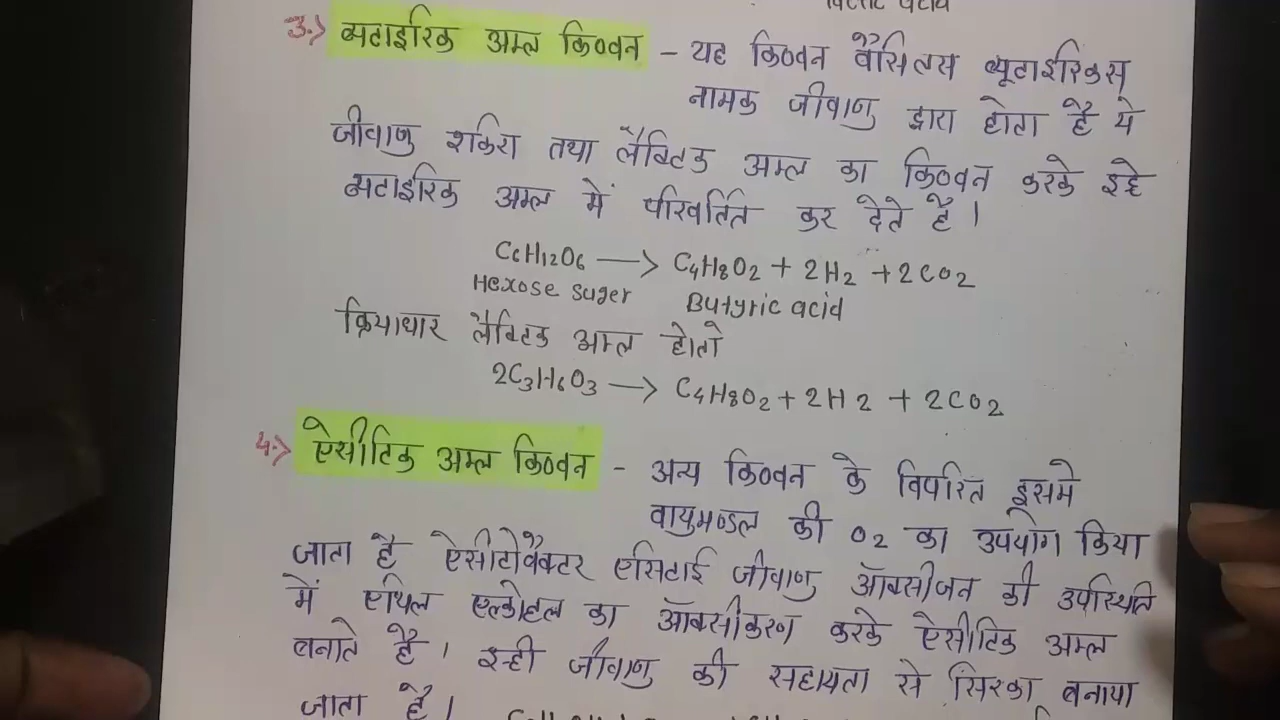 3.) ब्यूटाइरिक अम्ल किण्वन - यह किण्वन बैसिलस ब्यूटाईरिकस
नामक जीवाणु द्वारा होता है ये
जीवाणु शर्करा तथा लैक्टिक अम्ल का किण्वन करके इन्हे
ब्यूटाइरिक अम्ल में परिवर्तित कर देते है ।
C6H12O6 → C4H8O2 + 2H2 + 2CO2
Hexose suger Butyric acid
क्रियाधार लैक्टिक अम्ल होतो
2C3H6O3 → C4H8O2 + 2H2 + 2CO2
4.) ऐसीटिक अम्ल किण्वन - अन्य किण्वन के विपरित इसमे
वायुमण्डल की O2 का उपयोग किया
जाता है ऐसीटोबैक्टर एसिटाई जीवाणु ऑक्सीजन की उपस्थिति
में एथिल एल्कोहल का ऑक्सीकरण करके ऐसीटिक अम्ल
बनाते है । इन्ही जीवाणु की सहायता से सिरका बनाया
जाता है ।